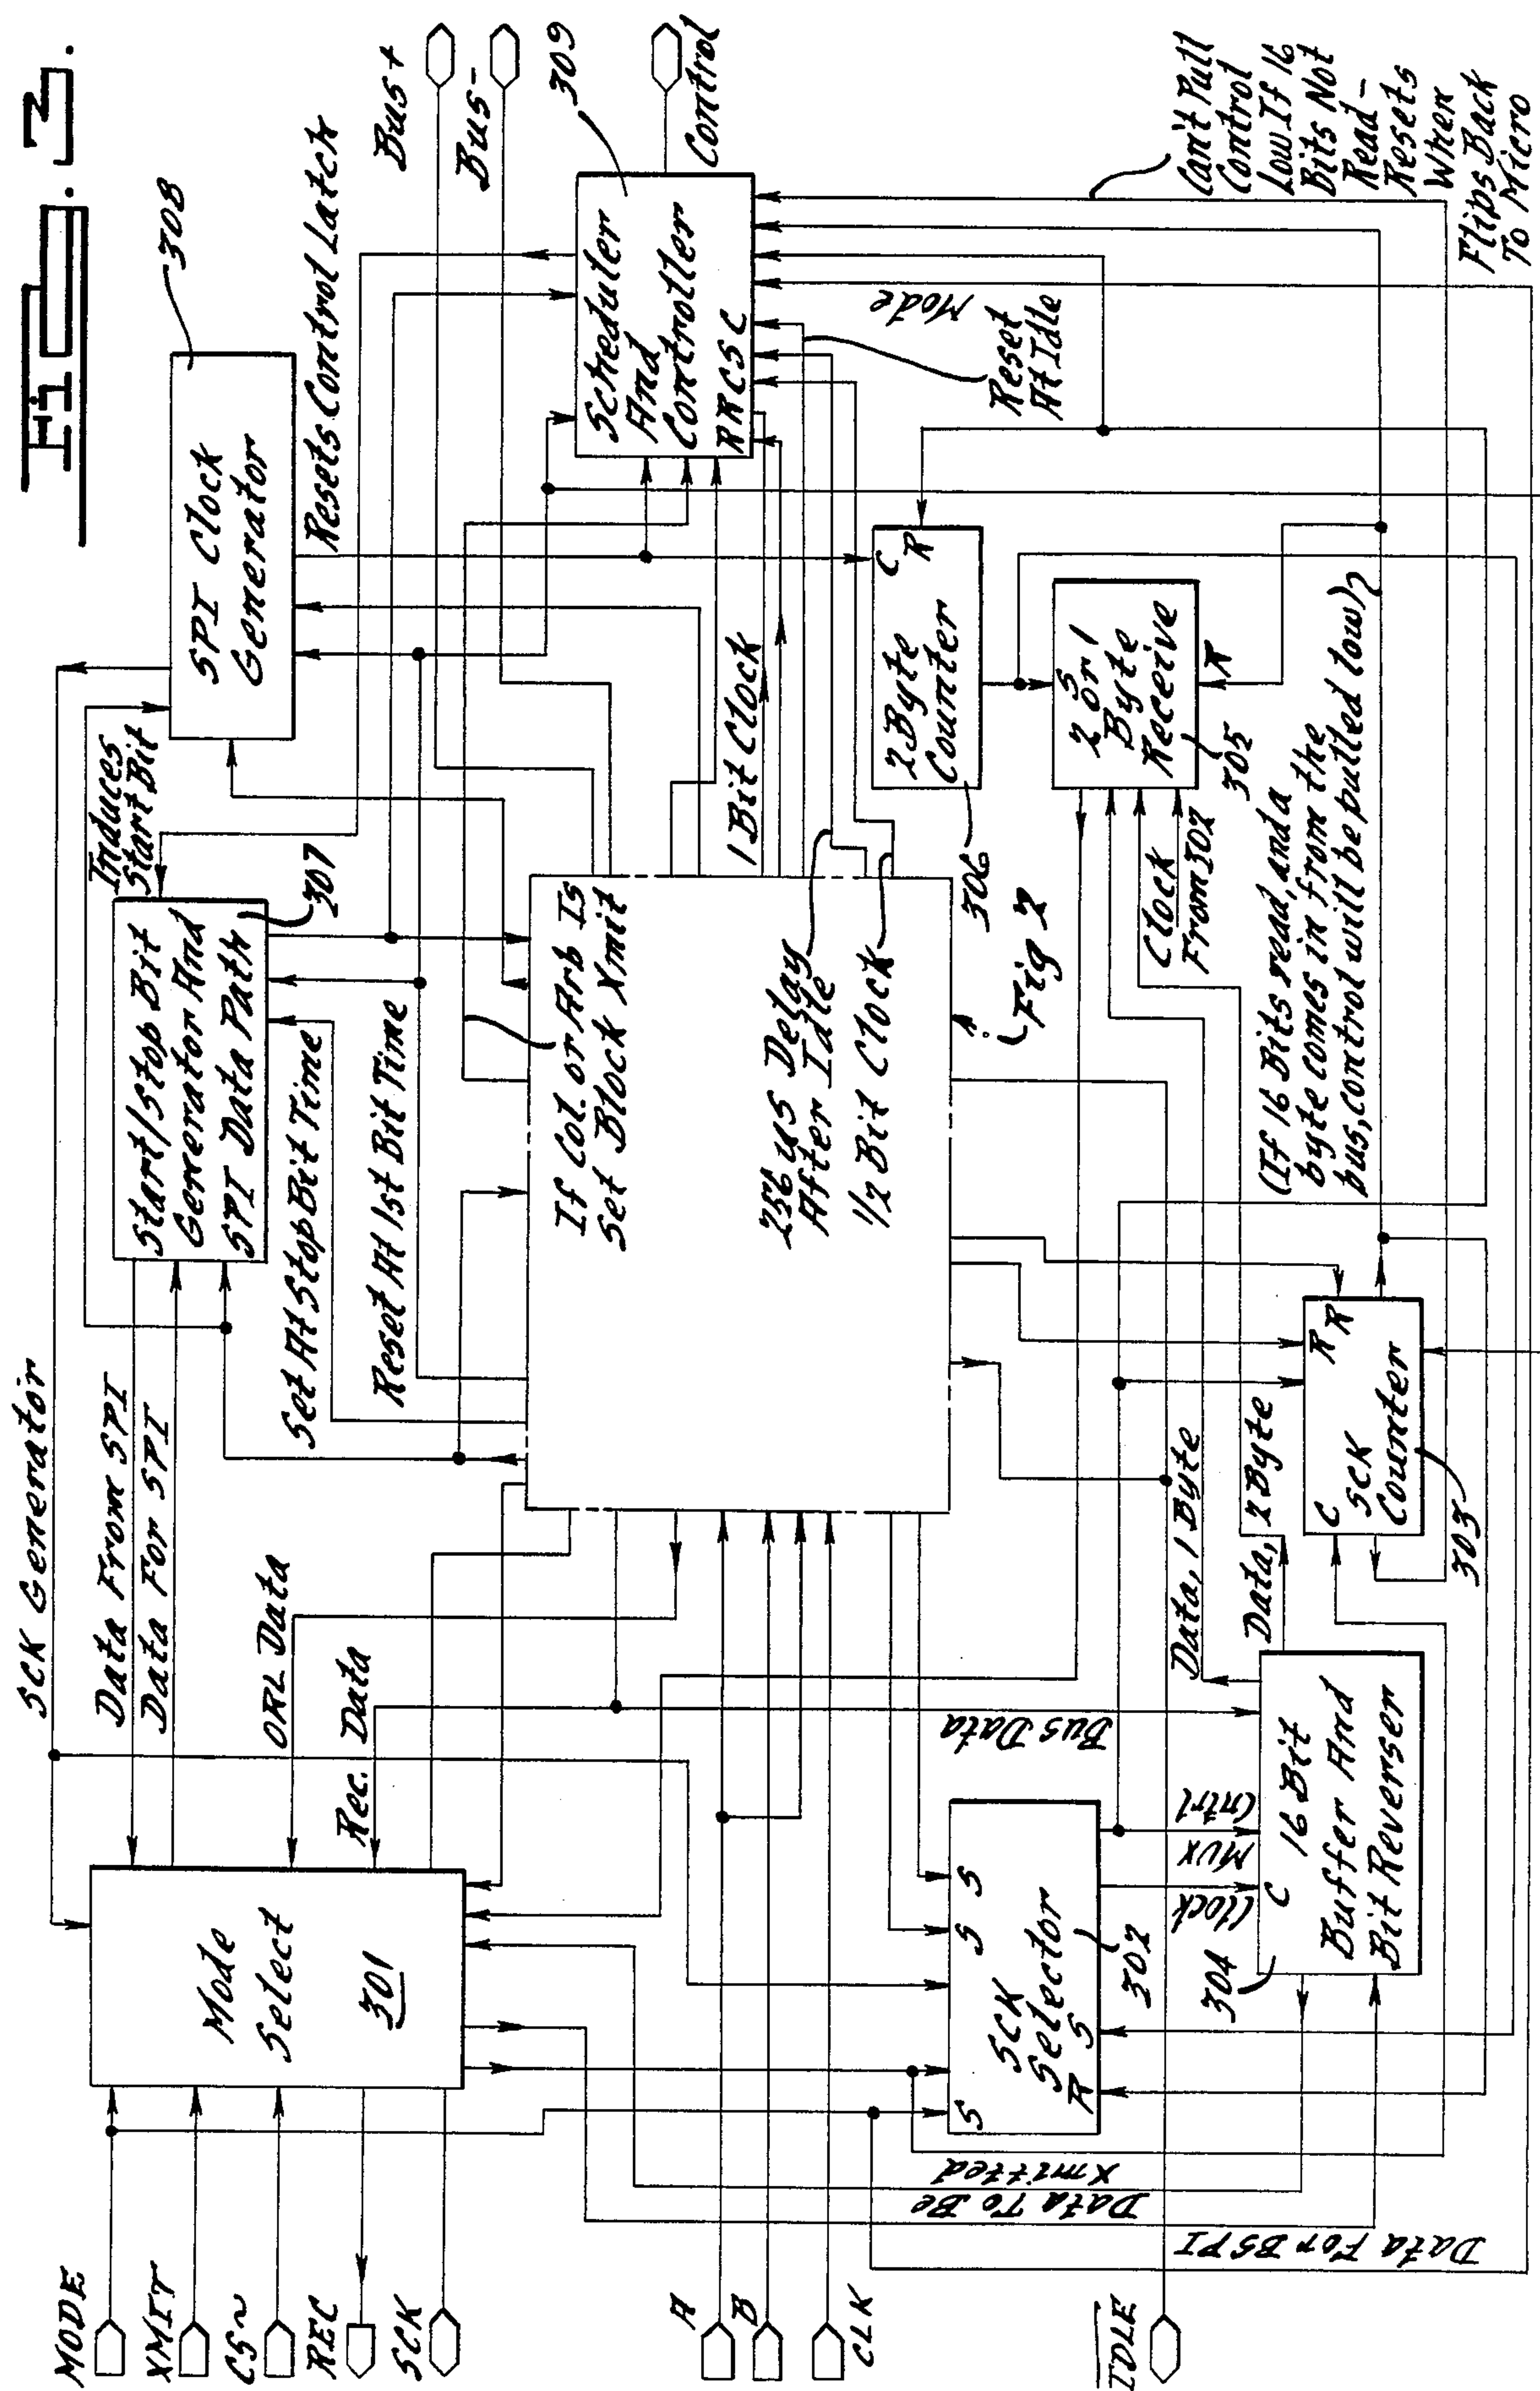 Fig. 3.
SCK Generator
Data From SPI
Data For SPI
ORL Data
Rec. Data
MODE
XMIT
CS~
REC
SCK
A
B
CLK
IDLE
Mode
Select
301
Start/Stop Bit
Generator And
SPI Data Path
307
Induces
Start Bit
Set At Stop Bit Time
Reset At 1st Bit Time
SPI Clock
Generator
308
Resets Control Latch
Bus+
Bus-
309
Control
Scheduler
And
Controller
RRCSC
If Col. or Arb Is
Set Block Xmit
256 us Delay
After Idle
1/2 Bit Clock
1 Bit Clock
Fig 2
Mode
Reset
At Idle
Can't Pull
Control
Low If 16
Bits Not
Read -
Resets
When
Flips Back
To Micro
C
R
2 Byte
Counter
306
S
2 or 1
Byte
Receive
R
305
Clock
From 302
(If 16 Bits read, and a
byte comes in from the
bus, control will be pulled low)
Data, 1 Byte
Data, 2 Byte
R
R
C
SCK
Counter
303
Bus Data
Cntrl
Mux
Clock
C
16 Bit
Buffer And
Bit Reverser
304
S
S
S
SCK
Selector
R
S
302
Xmitted
Data To Be
Data For BSPI